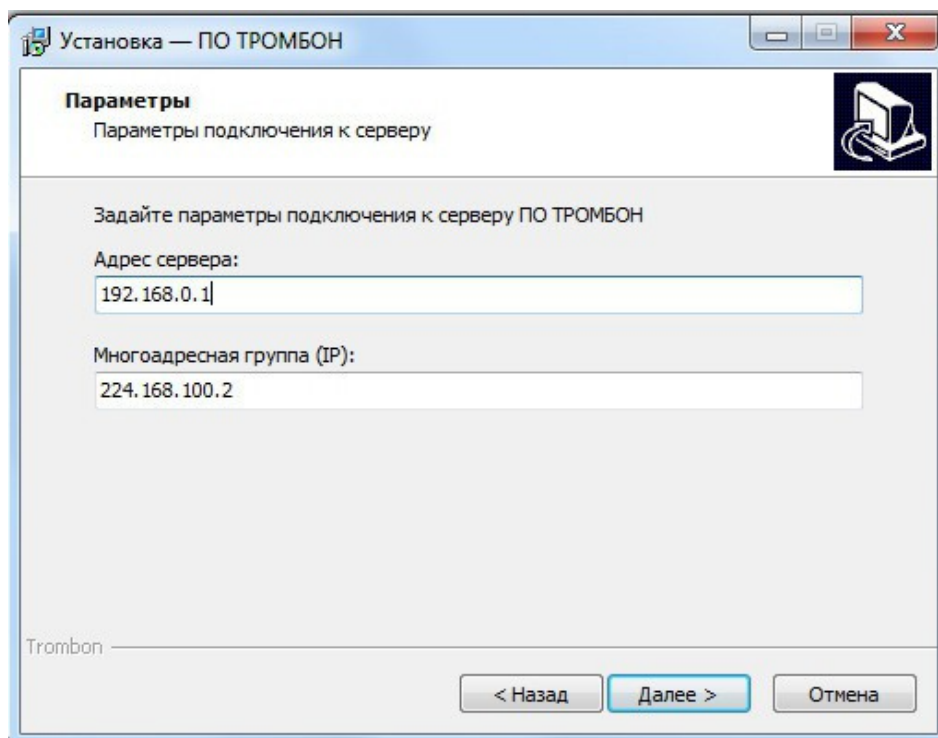 Установка — ПО ТРОМБОН
Параметры
Параметры подключения к серверу
Задайте параметры подключения к серверу ПО ТРОМБОН
Адрес сервера:
192.168.0.1
Многоадресная группа (IP):
224.168.100.2
Trombon
< Назад Далее > Отмена